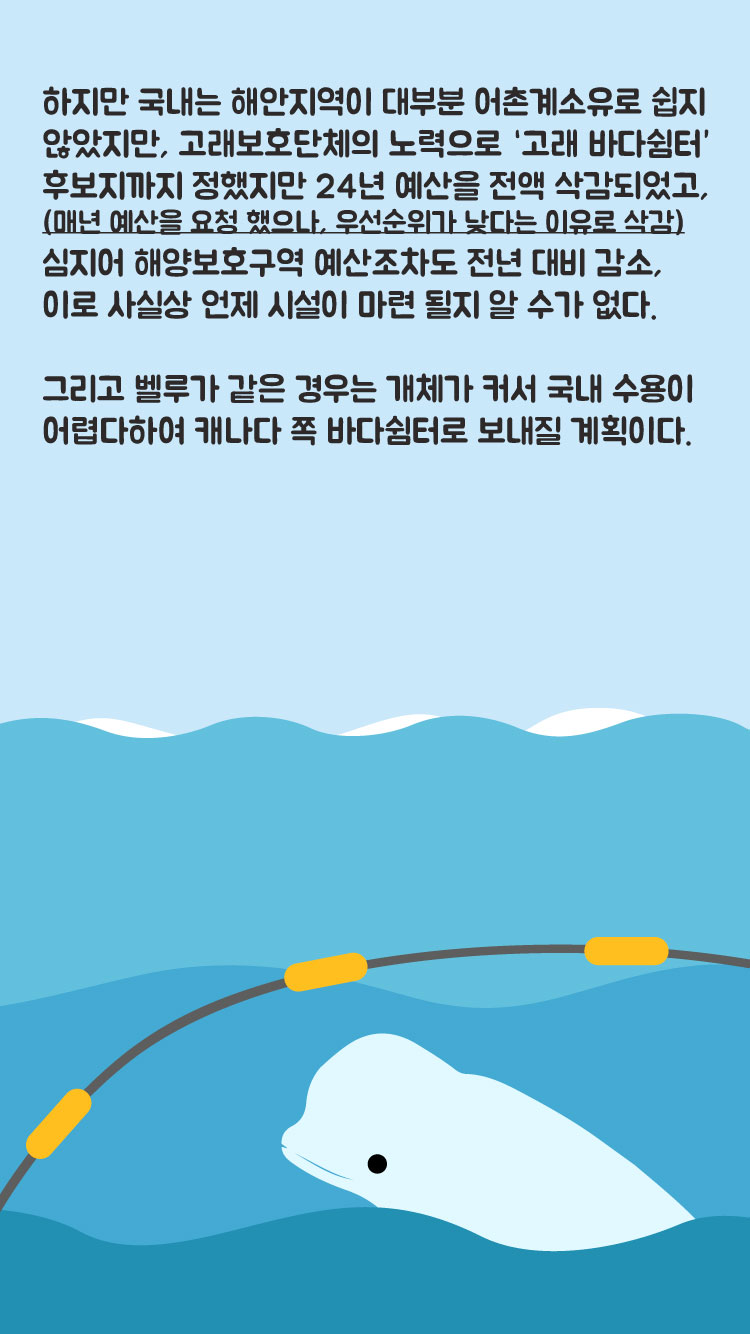 하지만 국내는 해안지역이 대부분 어촌계소유로 쉽지
않았지만, 고래보호단체의 노력으로 '고래 바다쉼터'
후보지까지 정했지만 24년 예산을 전액 삭감되었고,
(매년 예산을 요청 했으나, 우선순위가 낮다는 이유로 삭감)
심지어 해양보호구역 예산조차도 전년 대비 감소,
이로 사실상 언제 시설이 마련 될지 알 수가 없다.
그리고 벨루가 같은 경우는 개체가 커서 국내 수용이
어렵다하여 캐나다 쪽 바다쉼터로 보내질 계획이다.